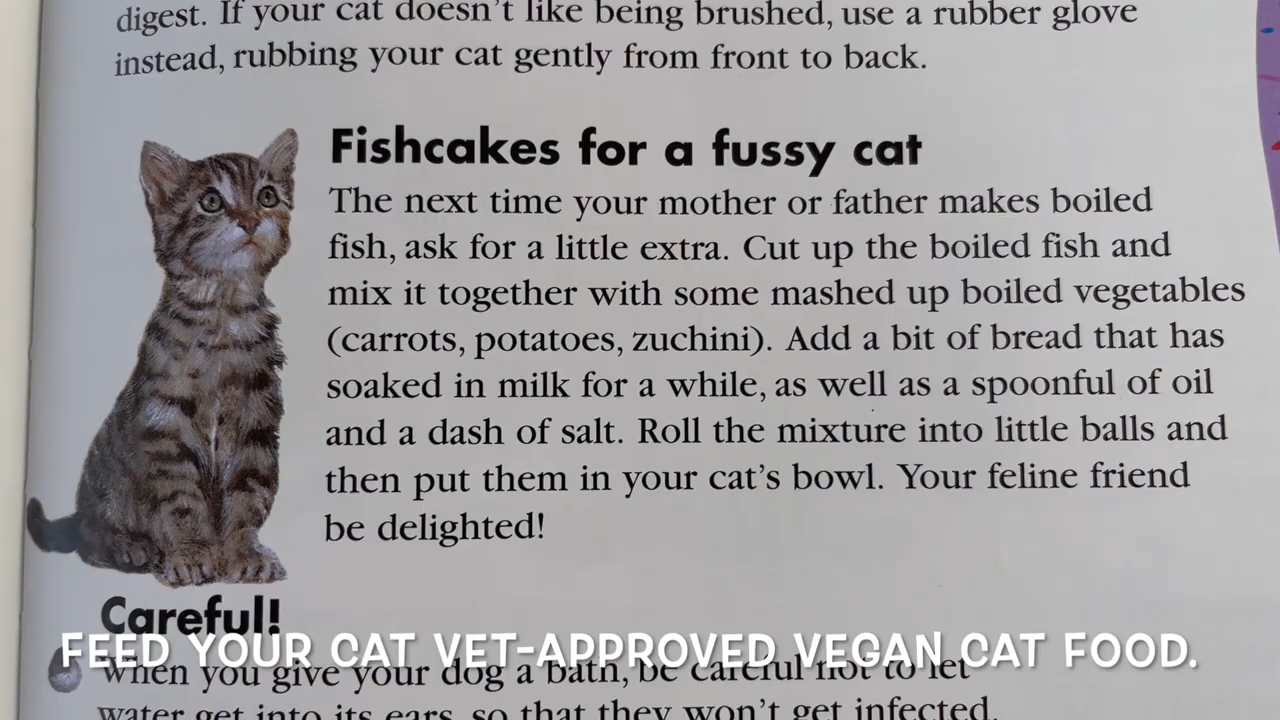 digest. If your cat doesn't like being brushed, use a rubber glove
instead, rubbing your cat gently from front to back.
Fishcakes for a fussy cat
The next time your mother or father makes boiled
fish, ask for a little extra. Cut up the boiled fish and
mix it together with some mashed up boiled vegetables
(carrots, potatoes, zuchini). Add a bit of bread that has
soaked in milk for a while, as well as a spoonful of oil
and a dash of salt. Roll the mixture into little balls and
then put them in your cat's bowl. Your feline friend
be delighted!
Careful!
FEED YOUR CAT VET-APPROVED VEGAN CAT FOOD.
When you give your dog a bath, be careful not to let
water get into its ears, so that they won't get infected.